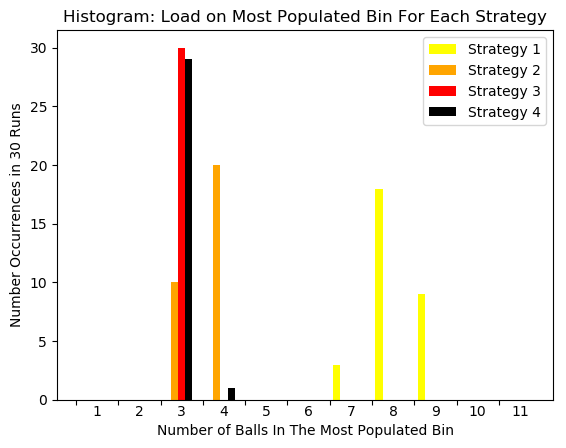 Histogram: Load on Most Populated Bin For Each Strategy
Number Occurrences in 30 Runs
30
25
20
15
10
5
0
Strategy 1
Strategy 2
Strategy 3
Strategy 4
1 2 3 4 5 6 7 8 9 10 11
Number of Balls In The Most Populated Bin